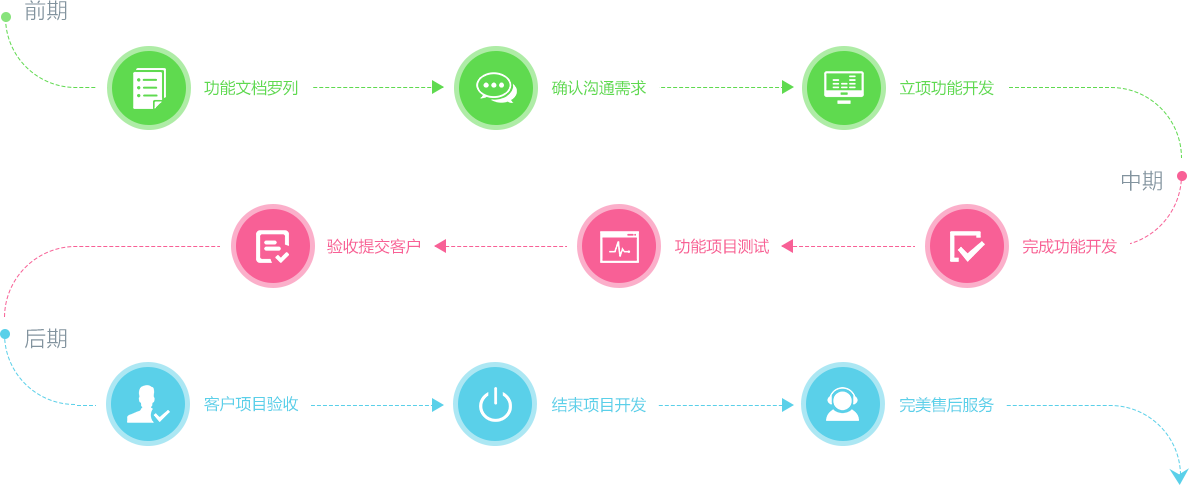 前期
功能文档罗列
确认沟通需求
立项功能开发
中期
完成功能开发
功能项目测试
验收提交客户
后期
客户项目验收
结束项目开发
完美售后服务